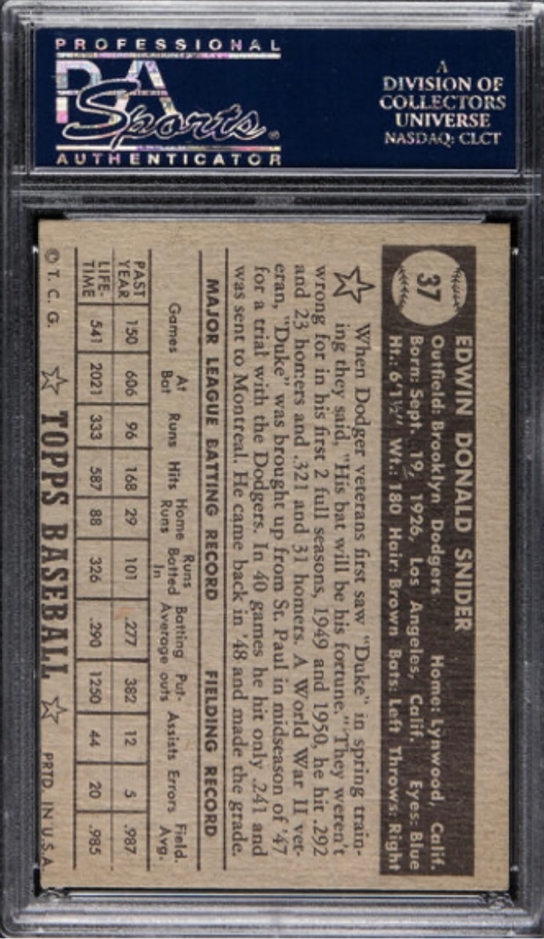 PROFESSIONAL
PSA
Sports®
AUTHENTICATOR
A
DIVISION OF
COLLECTORS
UNIVERSE
NASDAQ: CLCT
37
EDWIN DONALD SNIDER
Outfield: Brooklyn Dodgers Home: Lynwood, Calif.
Born: Sept. 19, 1926, Los Angeles, Calif. Eyes: Blue
Ht.: 6'1½" Wt.: 180 Hair: Brown Bats: Left Throws: Right
When Dodger veterans first saw "Duke" in spring train-
ing they said, "His bat will be his fortune." They weren't
wrong for in his first 2 full seasons, 1949 and 1950, he hit .292
and 23 homers and .321 and 31 homers. A World War II vet-
eran, "Duke" was brought up from St. Paul in midseason of '47
for a trial with the Dodgers. In 40 games he hit only .241 and
was sent to Montreal. He came back in '48 and made the grade.
MAJOR LEAGUE BATTING RECORD FIELDING RECORD
Games At Bat Runs Hits Home Runs Runs Batted In Batting Average Put-outs Assists Errors Field. Avg.
PAST YEAR 150 606 96 168 29 101 .277 382 12 5 .987
LIFE-TIME 541 2021 333 587 88 326 .290 1250 44 20 .985
© T. C. G. ☆ TOPPS BASEBALL ☆ PRTD. IN U.S.A.